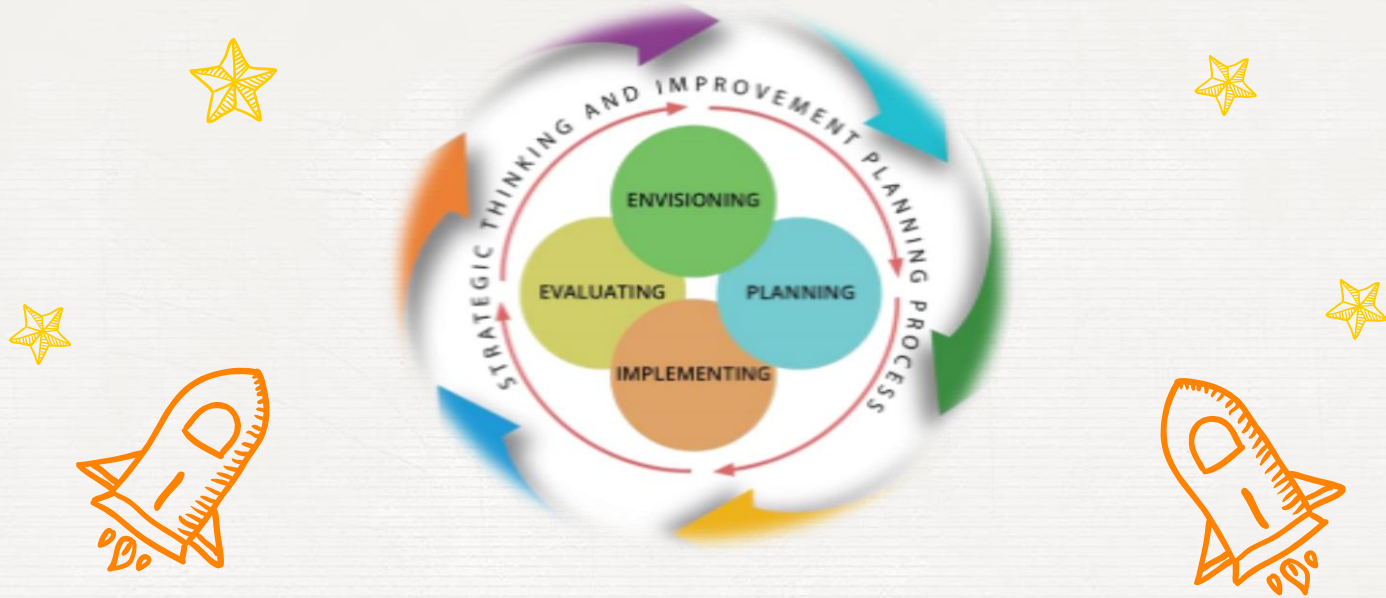 STRATEGIC THINKING AND IMPROVEMENT PLANNING PROCESS
ENVISIONING
EVALUATING
PLANNING
IMPLEMENTING